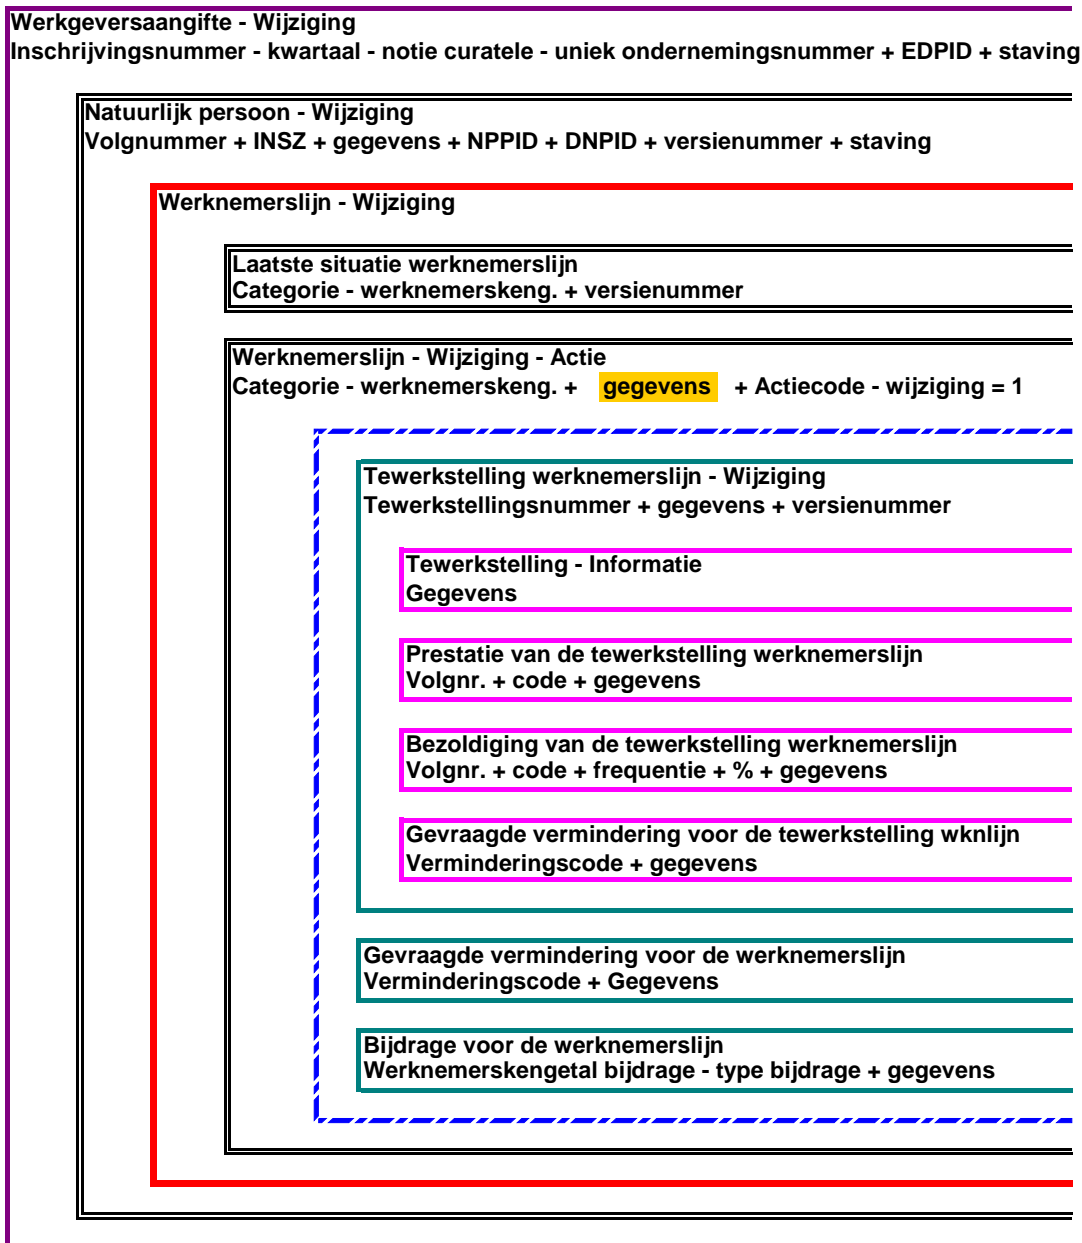 Werkgeversaangifte - Wijziging
Inschrijvingsnummer - kwartaal - notie curatele - uniek ondernemingsnummer + EDPID + staving
Natuurlijk persoon - Wijziging
Volgnummer + INSZ + gegevens + NPPID + DNPID + versienummer + staving
Werknemerslijn - Wijziging
Laatste situatie werknemerslijn
Categorie - werknemerskeng. + versienummer
Werknemerslijn - Wijziging - Actie
Categorie - werknemerskeng. + gegevens + Actiecode - wijziging = 1
Tewerkstelling werknemerslijn - Wijziging
Tewerkstellingsnummer + gegevens + versienummer
Tewerkstelling - Informatie
Gegevens
Prestatie van de tewerkstelling werknemerslijn
Volgnr. + code + gegevens
Bezoldiging van de tewerkstelling werknemerslijn
Volgnr. + code + frequentie + % + gegevens
Gevraagde vermindering voor de tewerkstelling wknlijn
Verminderingscode + gegevens
Gevraagde vermindering voor de werknemerslijn
Verminderingscode + Gegevens
Bijdrage voor de werknemerslijn
Werknemerskengetal bijdrage - type bijdrage + gegevens